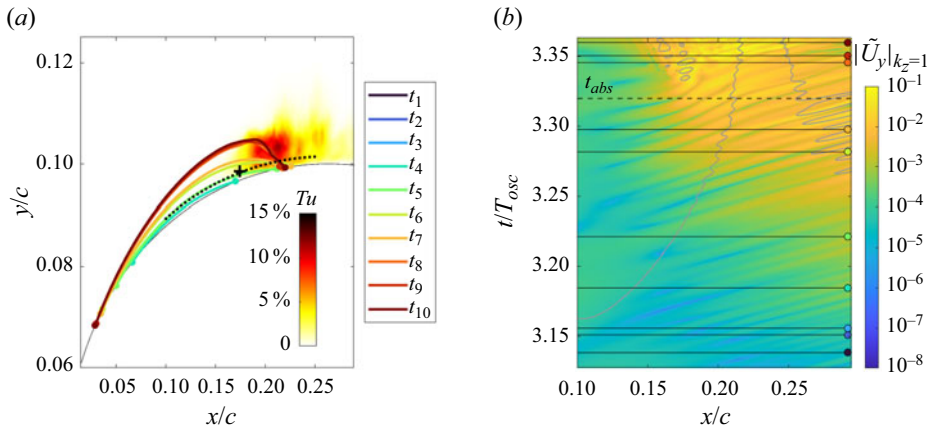 (a)
0.12
0.10
0.08
0.06
y/c
0.05 0.10 0.15 0.20 0.25
x/c
Tu
15 %
10 %
5 %
0
t1
t2
t3
t4
t5
t6
t7
t8
t9
t10
(b)
3.35
3.30
3.25
3.20
3.15
t/Tosc
tabs
0.10 0.15 0.20 0.25
x/c
|Ũy|kz=1
10–1
10–2
10–3
10–4
10–5
10–6
10–7
10–8